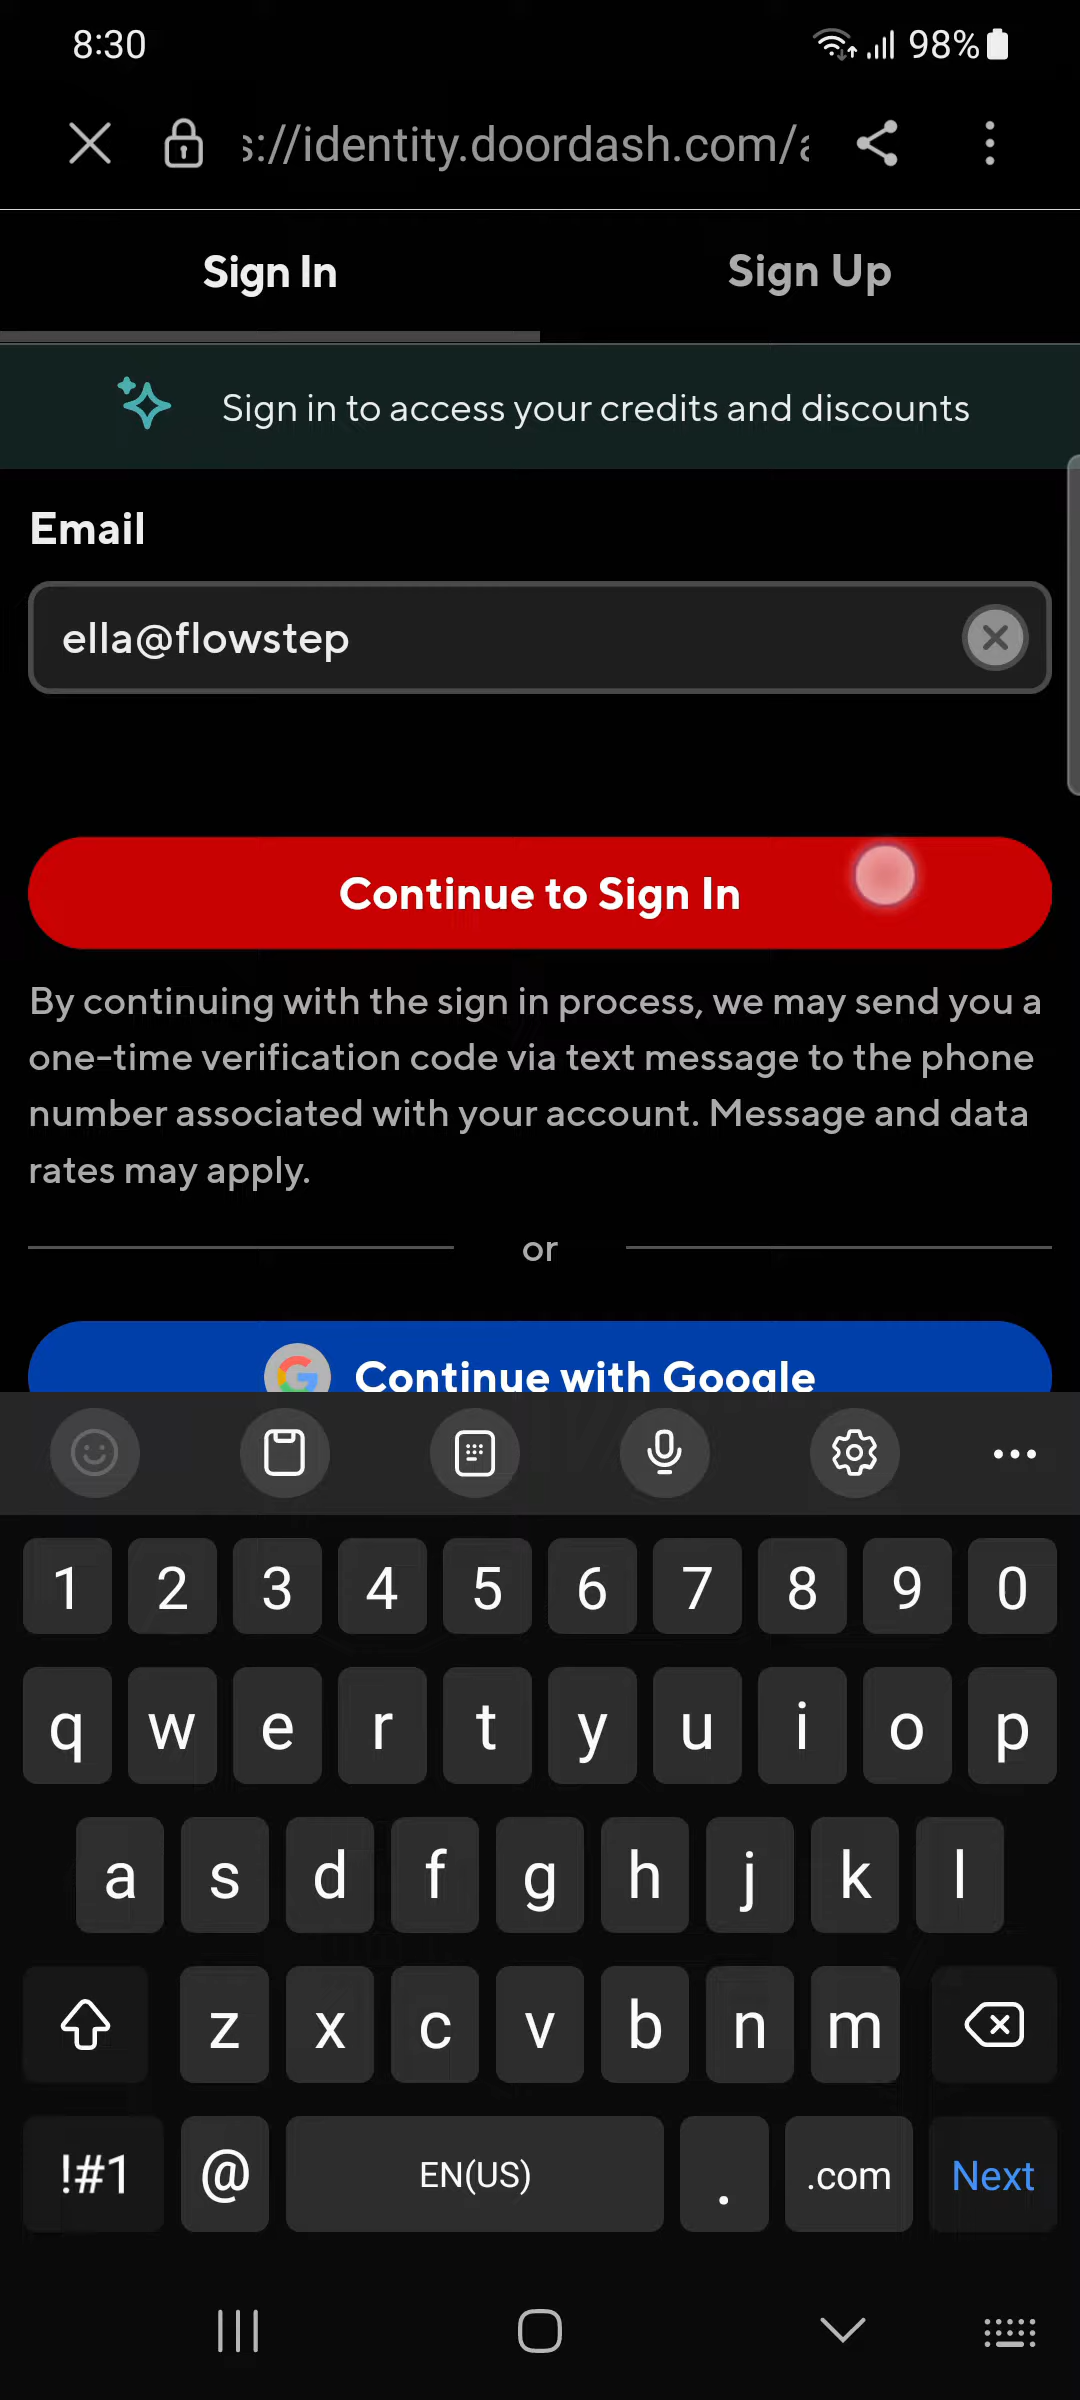 8:30
98%
s://identity.doordash.com/
Sign In
Sign Up
Sign in to access your credits and discounts
Email
ella@flowstep
Continue to Sign In
By continuing with the sign in process, we may send you a
one-time verification code via text message to the phone
number associated with your account. Message and data
rates may apply.
or
Continue with Google
1 2 3 4 5 6 7 8 9 0
q w e r t y u i o p
a s d f g h j k l
z x c v b n m
!#1 @ EN(US) . .com Next